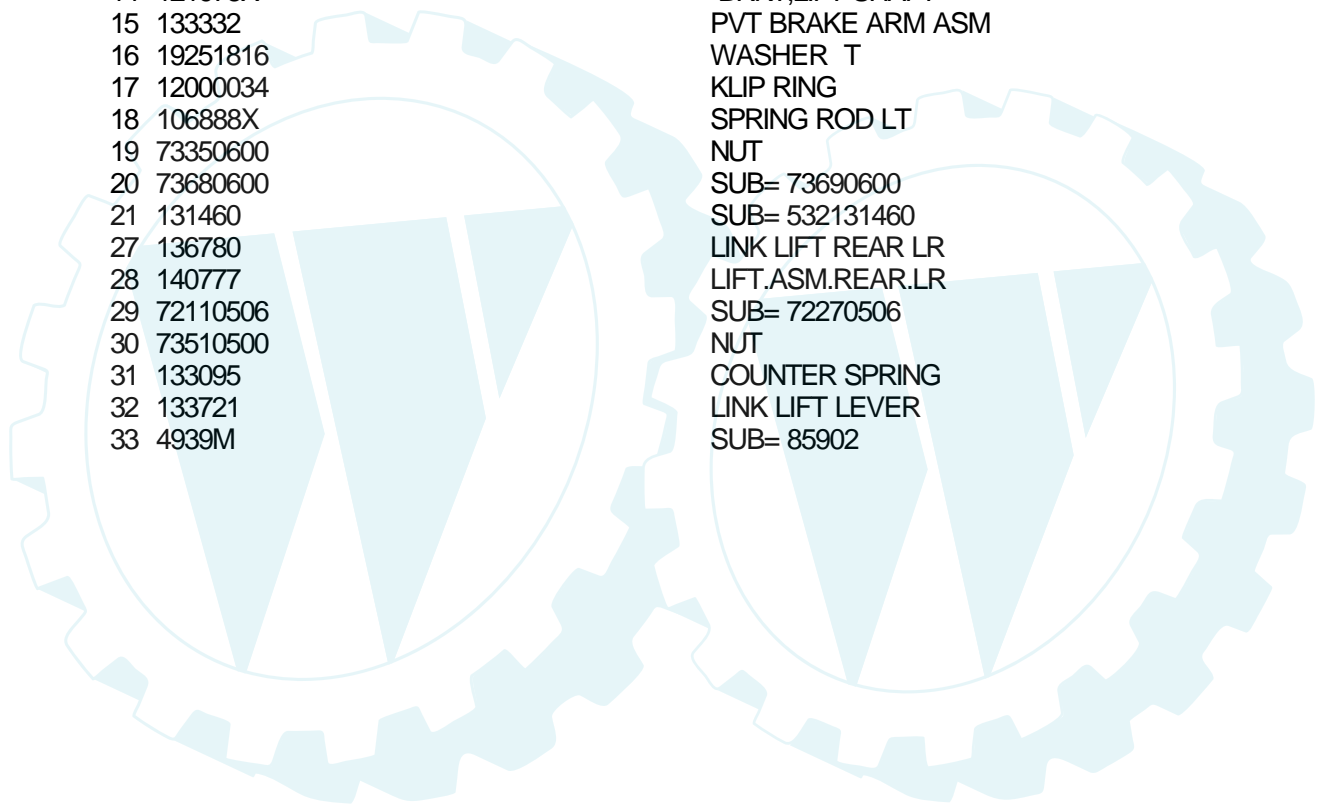 15 133332 PVT BRAKE ARM ASM
16 19251816 WASHER T
17 12000034 KLIP RING
18 106888X SPRING ROD LT
19 73350600 NUT
20 73680600 SUB= 73690600
21 131460 SUB= 532131460
27 136780 LINK LIFT REAR LR
28 140777 LIFT.ASM.REAR.LR
29 72110506 SUB= 72270506
30 73510500 NUT
31 133095 COUNTER SPRING
32 133721 LINK LIFT LEVER
33 4939M SUB= 85902